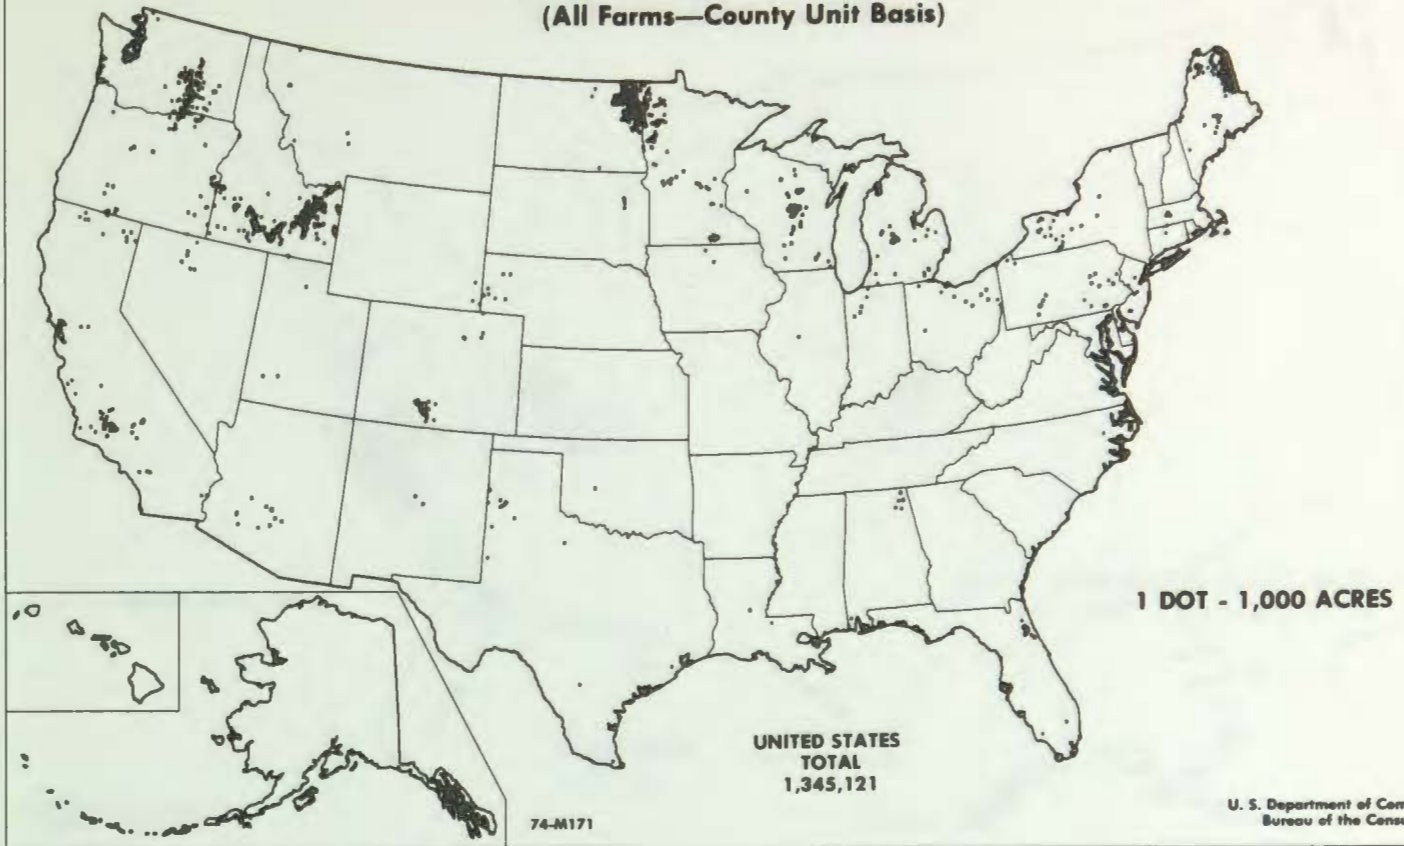 (All Farms—County Unit Basis)
1 DOT - 1,000 ACRES
UNITED STATES
TOTAL
1,345,121
74-M171
U. S. Department of
Bureau of the